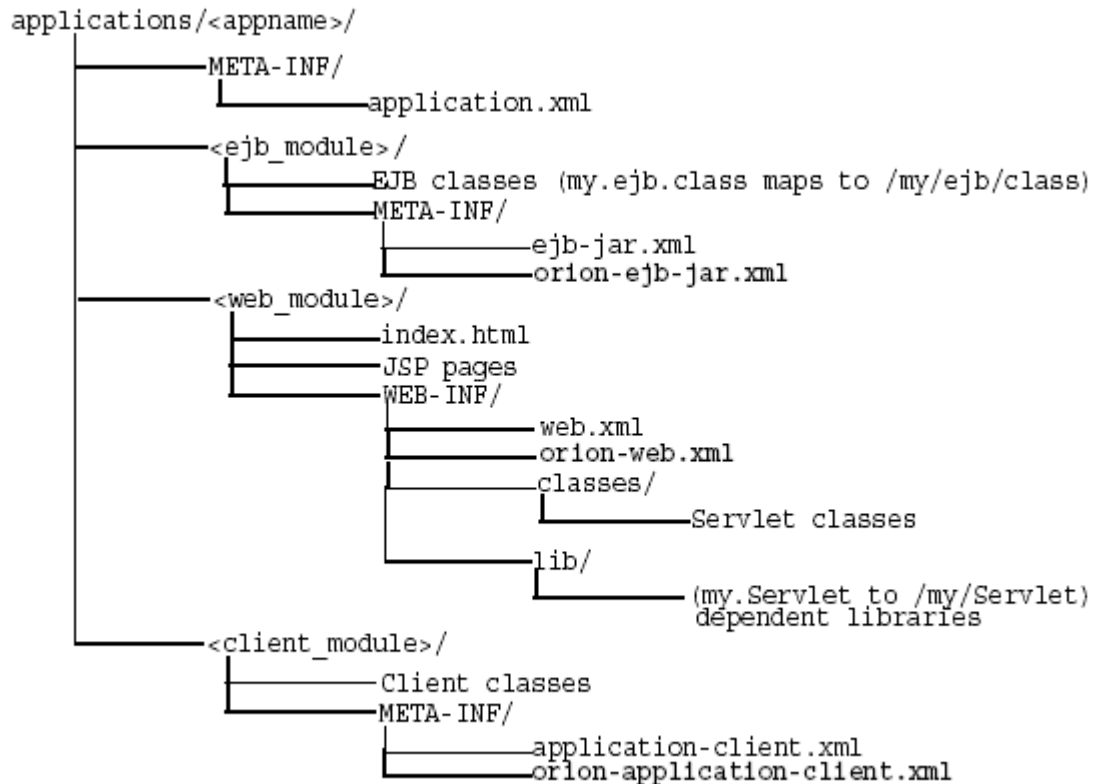 applications/<appname>/
META-INF/
application.xml
<ejb_module>/
EJB classes (my.ejb.class maps to /my/ejb/class)
META-INF/
ejb-jar.xml
orion-ejb-jar.xml
<web_module>/
index.html
JSP pages
WEB-INF/
web.xml
orion-web.xml
classes/
Servlet classes
lib/
(my.Servlet to /my/Servlet)
dependent libraries
<client_module>/
Client classes
META-INF/
application-client.xml
orion-application-client.xml